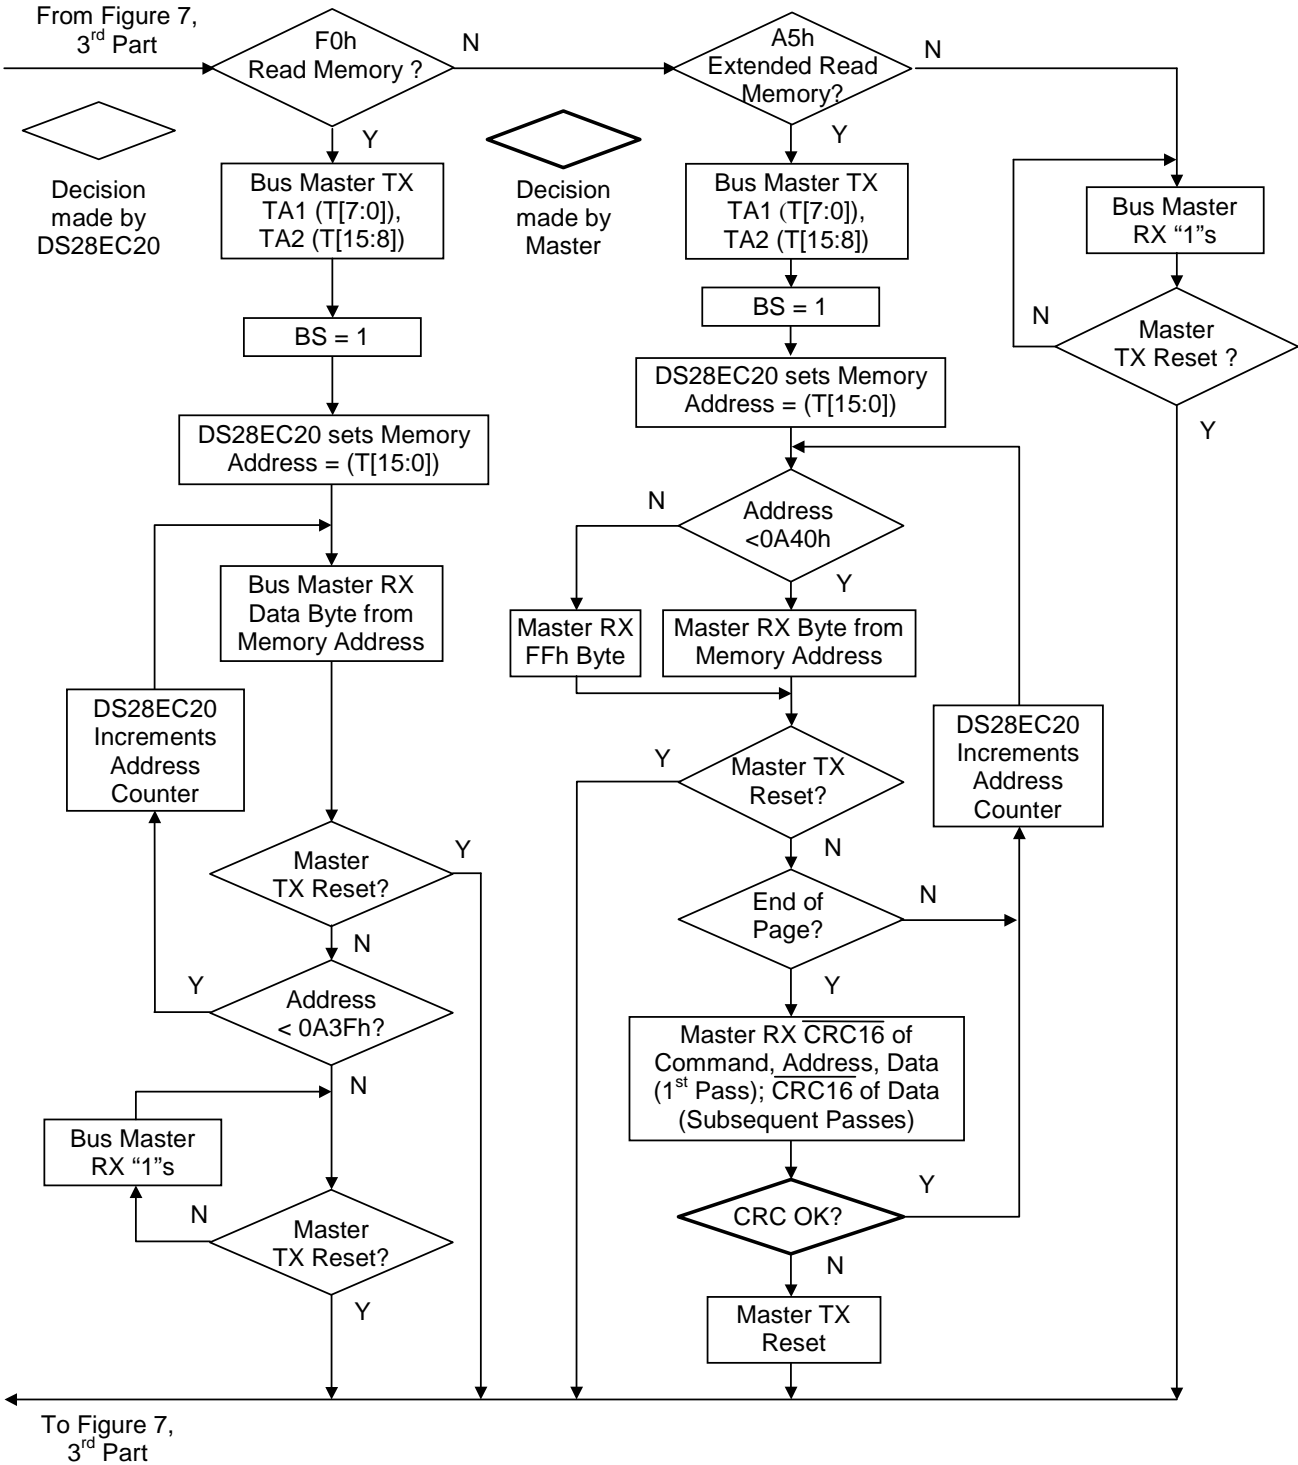 From Figure 7,
3rd Part
F0h
Read Memory ?
N
Y
A5h
Extended Read
Memory?
N
Y
Decision
made by
DS28EC20
Decision
made by
Master
Bus Master TX
TA1 (T[7:0]),
TA2 (T[15:8])
BS = 1
DS28EC20 sets Memory
Address = (T[15:0])
Bus Master RX
Data Byte from
Memory Address
DS28EC20
Increments
Address
Counter
Master
TX Reset?
Y
N
Address
< 0A3Fh?
Y
N
Bus Master
RX “1”s
Master
TX Reset?
N
Y
Bus Master TX
TA1 (T[7:0]),
TA2 (T[15:8])
BS = 1
DS28EC20 sets Memory
Address = (T[15:0])
Address
<0A40h
N
Y
Master RX
FFh Byte
Master RX Byte from
Memory Address
Master TX
Reset?
Y
N
DS28EC20
Increments
Address
Counter
End of
Page?
N
Y
Master RX CRC16 of
Command, Address, Data
(1st Pass); CRC16 of Data
(Subsequent Passes)
CRC OK?
Y
N
Master TX
Reset
Bus Master
RX “1”s
Master
TX Reset ?
N
Y
To Figure 7,
3rd Part